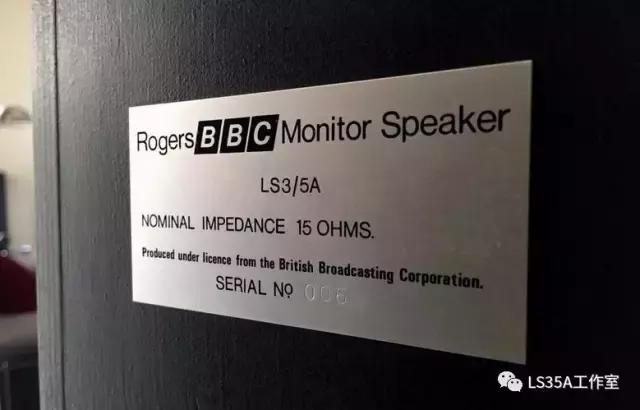 Rogers BBC Monitor Speaker
LS3/5A
NOMINAL IMPEDANCE 15 OHMS.
Produced under licence from the British Broadcasting Corporation.
SERIAL Nº 006
LS35A工作室